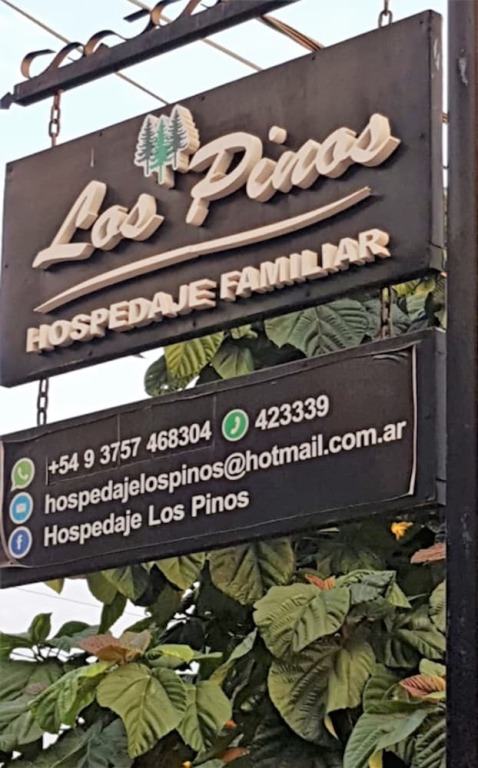 Los Pinos
HOSPEDAJE FAMILIAR
+54 9 3757 468304 423339
hospedajelospinos@hotmail.com.ar
Hospedaje Los Pinos